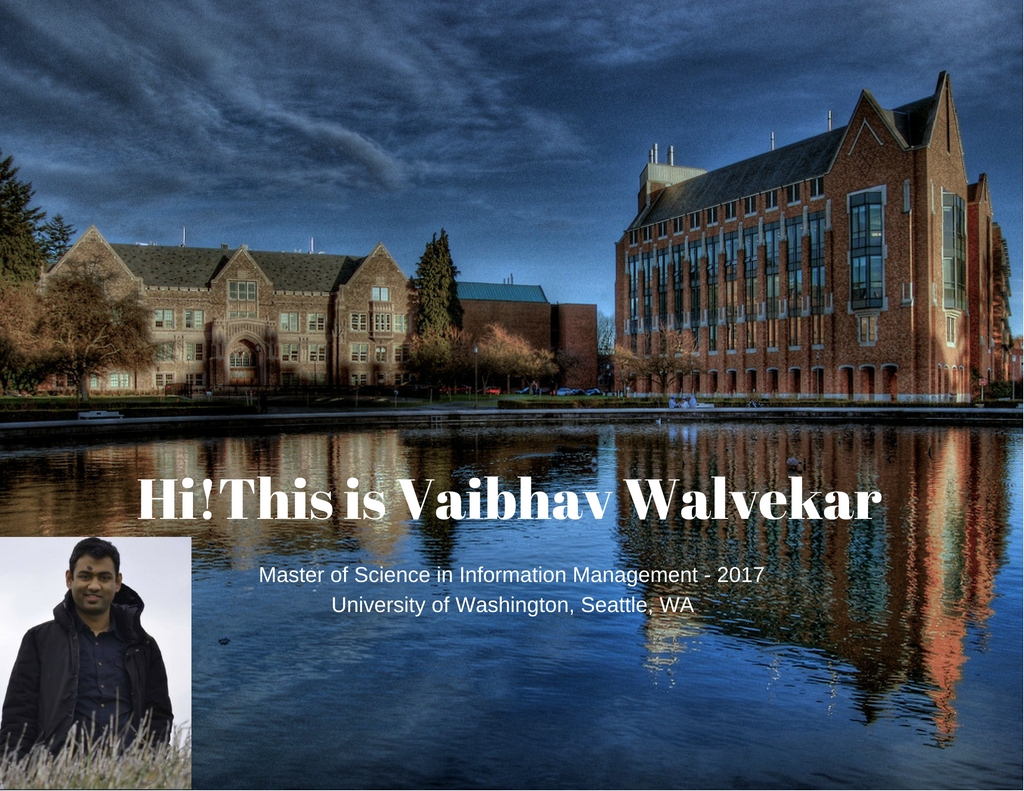 Hi!This is Vaibhav Walvekar
Master of Science in Information Management - 2017
University of Washington, Seattle, WA